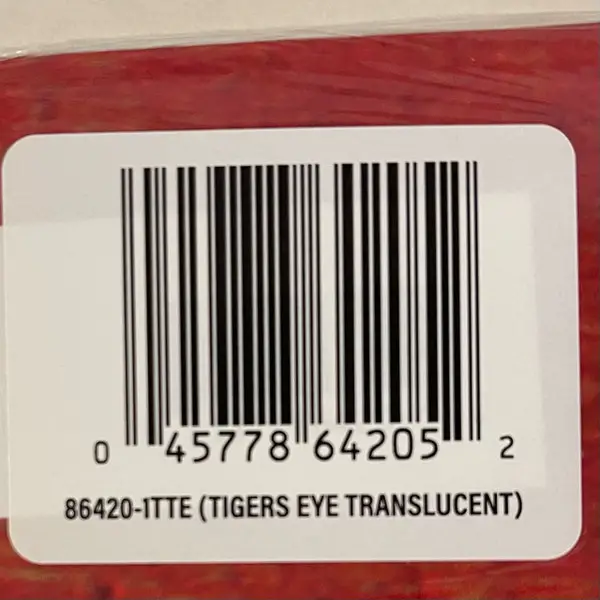 0 45778 64205 2
86420-1TTE (TIGERS EYE TRANSLUCENT)